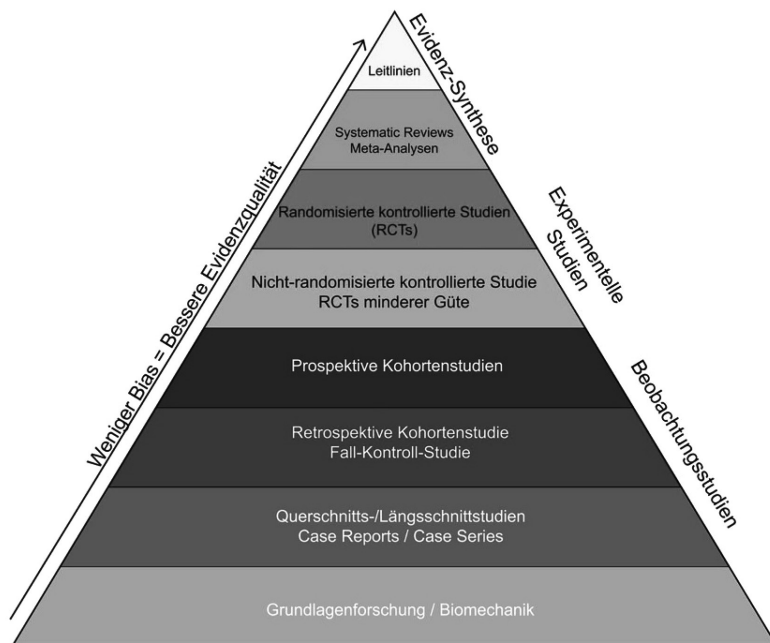 Leitlinien
Systematic Reviews
Meta-Analysen
Randomisierte kontrollierte Studien
(RCTs)
Nicht-randomisierte kontrollierte Studie
RCTs minderer Güte
Prospektive Kohortenstudien
Retrospektive Kohortenstudie
Fall-Kontroll-Studie
Querschnitts-/Längsschnittstudien
Case Reports / Case Series
Grundlagenforschung / Biomechanik
Weniger Bias = Bessere Evidenzqualität
Evidenz-Synthese
Experimentelle
Studien
Beobachtungsstudien